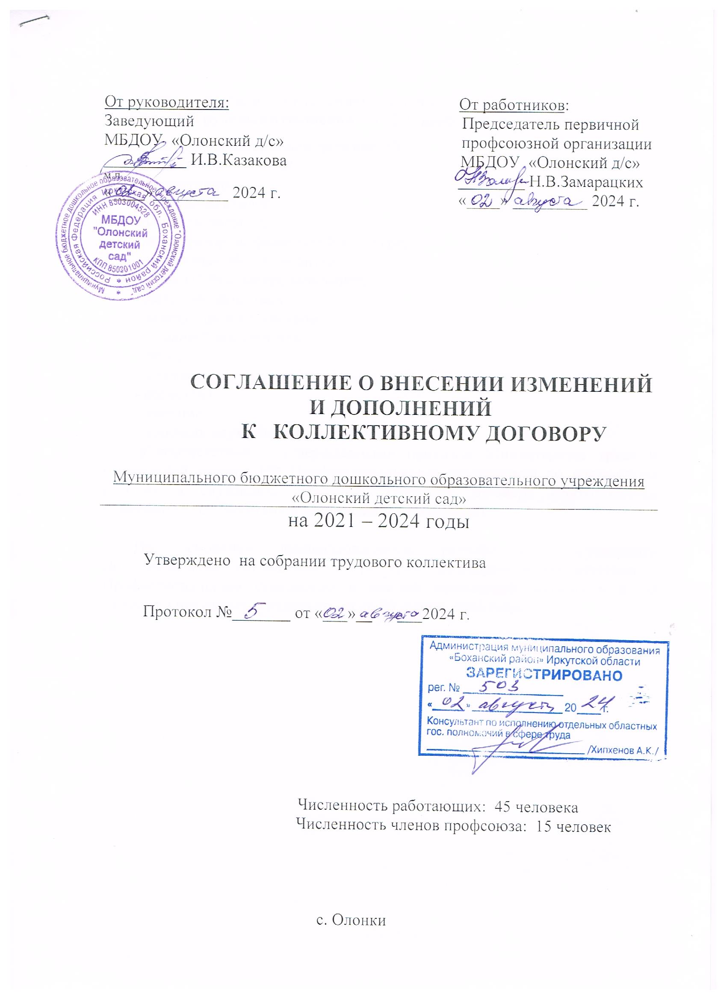 От руководителя:
Заведующий
МБДОУ «Олонский д/с»
И.В.Казакова
м.п.
«02» августа 2024 г.
Муниципальное бюджетное дошкольное образовательное учреждение "Олонский детский сад"
Российская Федерация Иркутская обл. Боханский район
ИНН 8503004528
МБДОУ
"Олонский
детский
сад"
КПП 850201001
От работников:
Председатель первичной
профсоюзной организации
МБДОУ «Олонский д/с»
Н.В.Замарацких
«02» августа 2024 г.
СОГЛАШЕНИЕ О ВНЕСЕНИИ ИЗМЕНЕНИЙ
И ДОПОЛНЕНИЙ
К КОЛЛЕКТИВНОМУ ДОГОВОРУ
Муниципального бюджетного дошкольного образовательного учреждения
«Олонский детский сад»
на 2021 – 2024 годы
Утверждено на собрании трудового коллектива
Протокол № 5 от «02» августа 2024 г.
Администрация муниципального образования
«Боханский район» Иркутской области
ЗАРЕГИСТРИРОВАНО
рег. № 503
«02» августа 2024 г.
Консультант по исполнению отдельных областных
гос. полномочий в сфере труда
/Хипхенов А.К./
Численность работающих: 45 человека
Численность членов профсоюза: 15 человек
с. Олонки